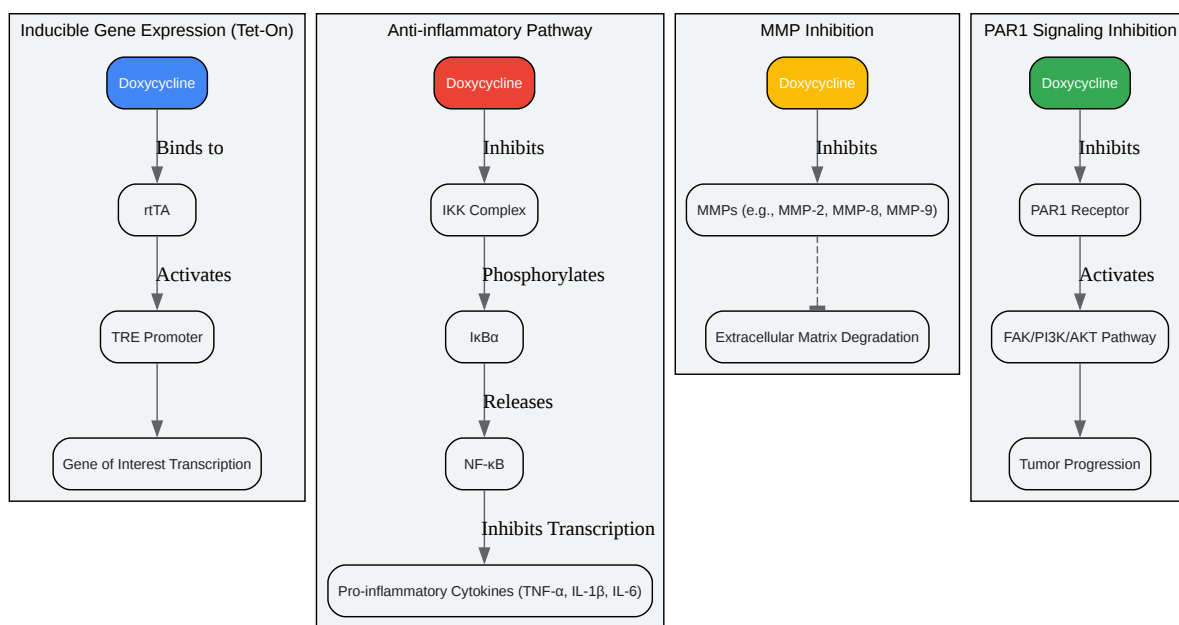 Inducible Gene Expression (Tet-On)
Doxycycline
Binds to
rtTA
Activates
TRE Promoter
Gene of Interest Transcription
Anti-inflammatory Pathway
Doxycycline
Inhibits
IKK Complex
Phosphorylates
IκBα
Releases
NF-κB
Inhibits Transcription
Pro-inflammatory Cytokines (TNF-α, IL-1β, IL-6)
MMP Inhibition
Doxycycline
Inhibits
MMPs (e.g., MMP-2, MMP-8, MMP-9)
Extracellular Matrix Degradation
PAR1 Signaling Inhibition
Doxycycline
Inhibits
PAR1 Receptor
Activates
FAK/PI3K/AKT Pathway
Tumor Progression